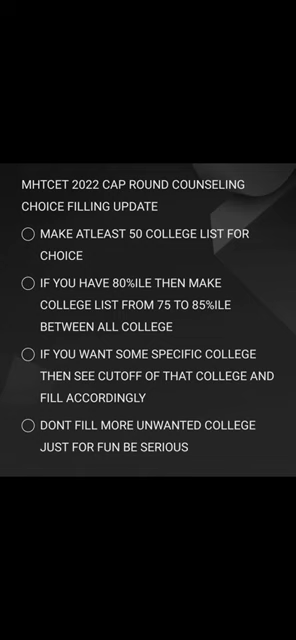 MHTCET 2022 CAP ROUND COUNSELING
CHOICE FILLING UPDATE
MAKE ATLEAST 50 COLLEGE LIST FOR
CHOICE
IF YOU HAVE 80%ILE THEN MAKE
COLLEGE LIST FROM 75 TO 85%ILE
BETWEEN ALL COLLEGE
IF YOU WANT SOME SPECIFIC COLLEGE
THEN SEE CUTOFF OF THAT COLLEGE AND
FILL ACCORDINGLY
DONT FILL MORE UNWANTED COLLEGE
JUST FOR FUN BE SERIOUS